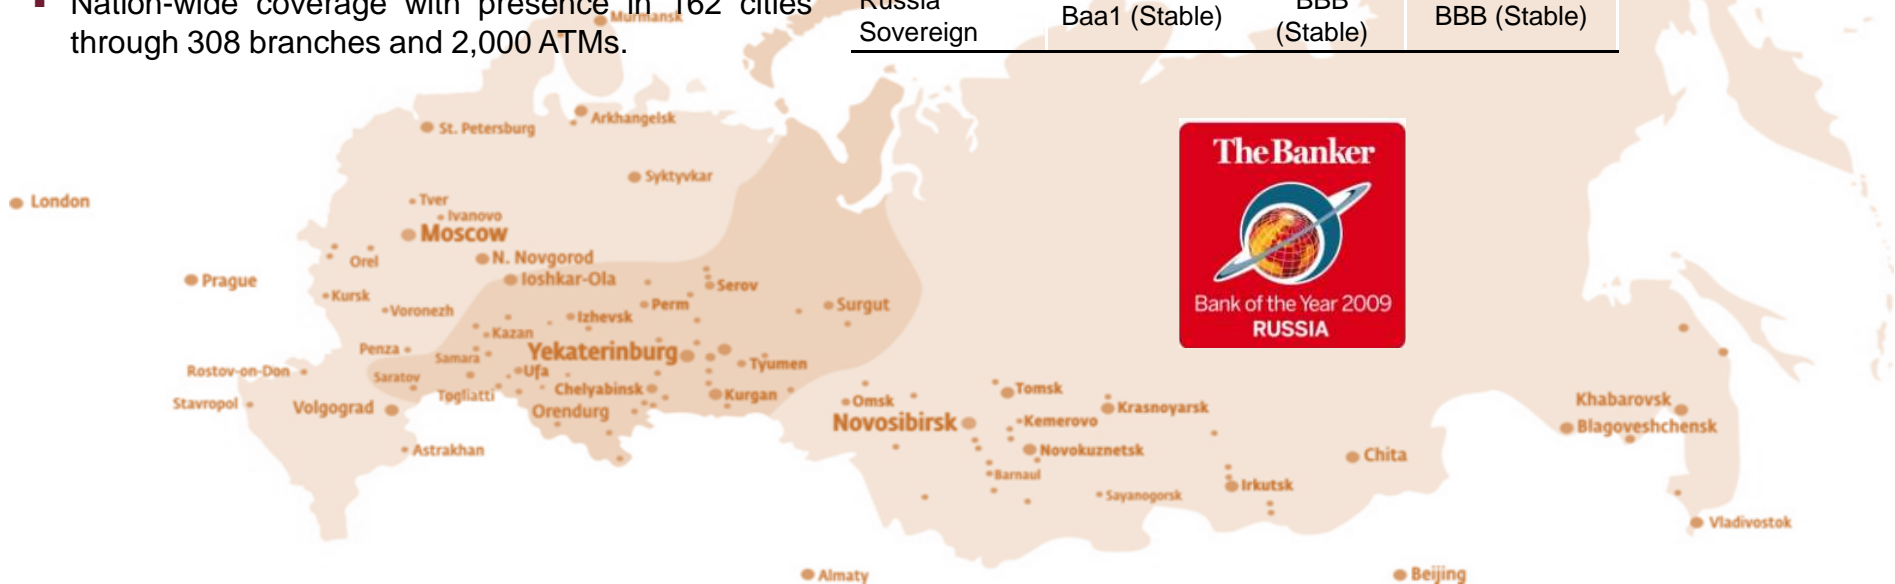 Nation-wide coverage with presence in 162 cities
through 308 branches and 2,000 ATMs.
Russia
Sovereign
Baa1 (Stable)
BBB
(Stable)
BBB (Stable)
Murmansk
Arkhangelsk
St. Petersburg
Syktyvkar
London
Tver
Ivanovo
Moscow
N. Novgorod
Orel
Ioshkar-Ola
Prague
Serov
Kursk
Perm
Surgut
Voronezh
Izhevsk
Kazan
Penza
Samara
Yekaterinburg
Tyumen
Rostov-on-Don
Saratov
Ufa
Chelyabinsk
Togliatti
Kurgan
Stavropol
Volgograd
Orendurg
Astrakhan
The Banker
Bank of the Year 2009
RUSSIA
Tomsk
Omsk
Krasnoyarsk
Novosibirsk
Kemerovo
Novokuznetsk
Barnaul
Sayanogorsk
Irkutsk
Chita
Khabarovsk
Blagoveshchensk
Vladivostok
Almaty
Beijing